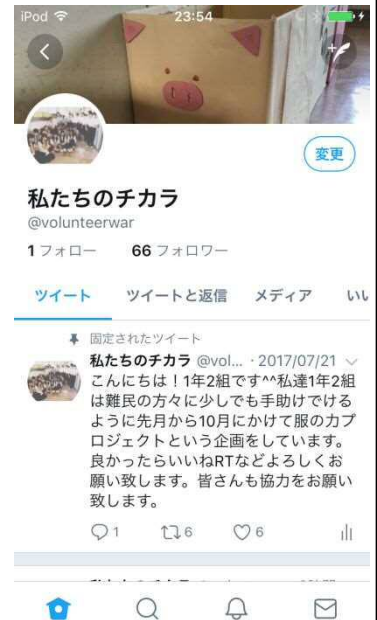 iPod
23:54
変更
私たちのチカラ
@volunteerwar
1 フォロー 66 フォロワー
ツイート ツイートと返信 メディア いい
固定されたツイート
私たちのチカラ @vol... ・2017/07/21
こんにちは！1年2組です^^私達1年2組
は難民の方々に少しでも手助けでける
ように先月から10月にかけて服の力プ
ロジェクトという企画をしています。
良かったらいいねRTなどよろしくお
願い致します。皆さんも協力をお願い
致します。
1 6 6